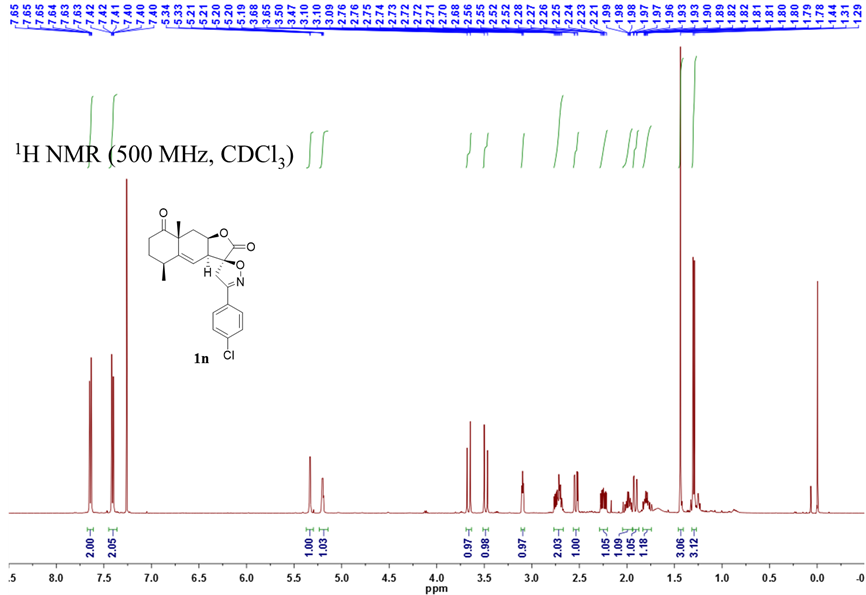 7.65 7.65 7.65 7.64 7.63 7.63 7.42 7.42 7.41 7.40 7.40 7.40 5.34 5.33 5.21 5.21 5.20 5.20 5.19 3.68 3.65 3.50 3.47 3.10 3.10 3.09 2.76 2.76 2.75 2.74 2.73 2.72 2.72 2.71 2.70 2.68 2.56 2.55 2.52 2.52 2.28 2.27 2.26 2.25 2.24 2.23 2.21 1.99 1.98 1.98 1.97 1.97 1.96 1.93 1.93 1.90 1.89 1.82 1.82 1.81 1.81 1.80 1.80 1.79 1.78 1.44 1.31 1.29
¹H NMR (500 MHz, CDCl₃)
O
O
O
H
O
N
Cl
1n
2.00 2.05 1.00 1.03 0.97 0.98 0.97 2.03 1.00 1.05 1.09 1.05 1.18 3.06 3.12
.5 8.0 7.5 7.0 6.5 6.0 5.5 5.0 4.5 4.0 3.5 3.0 2.5 2.0 1.5 1.0 0.5 0.0 -0
ppm